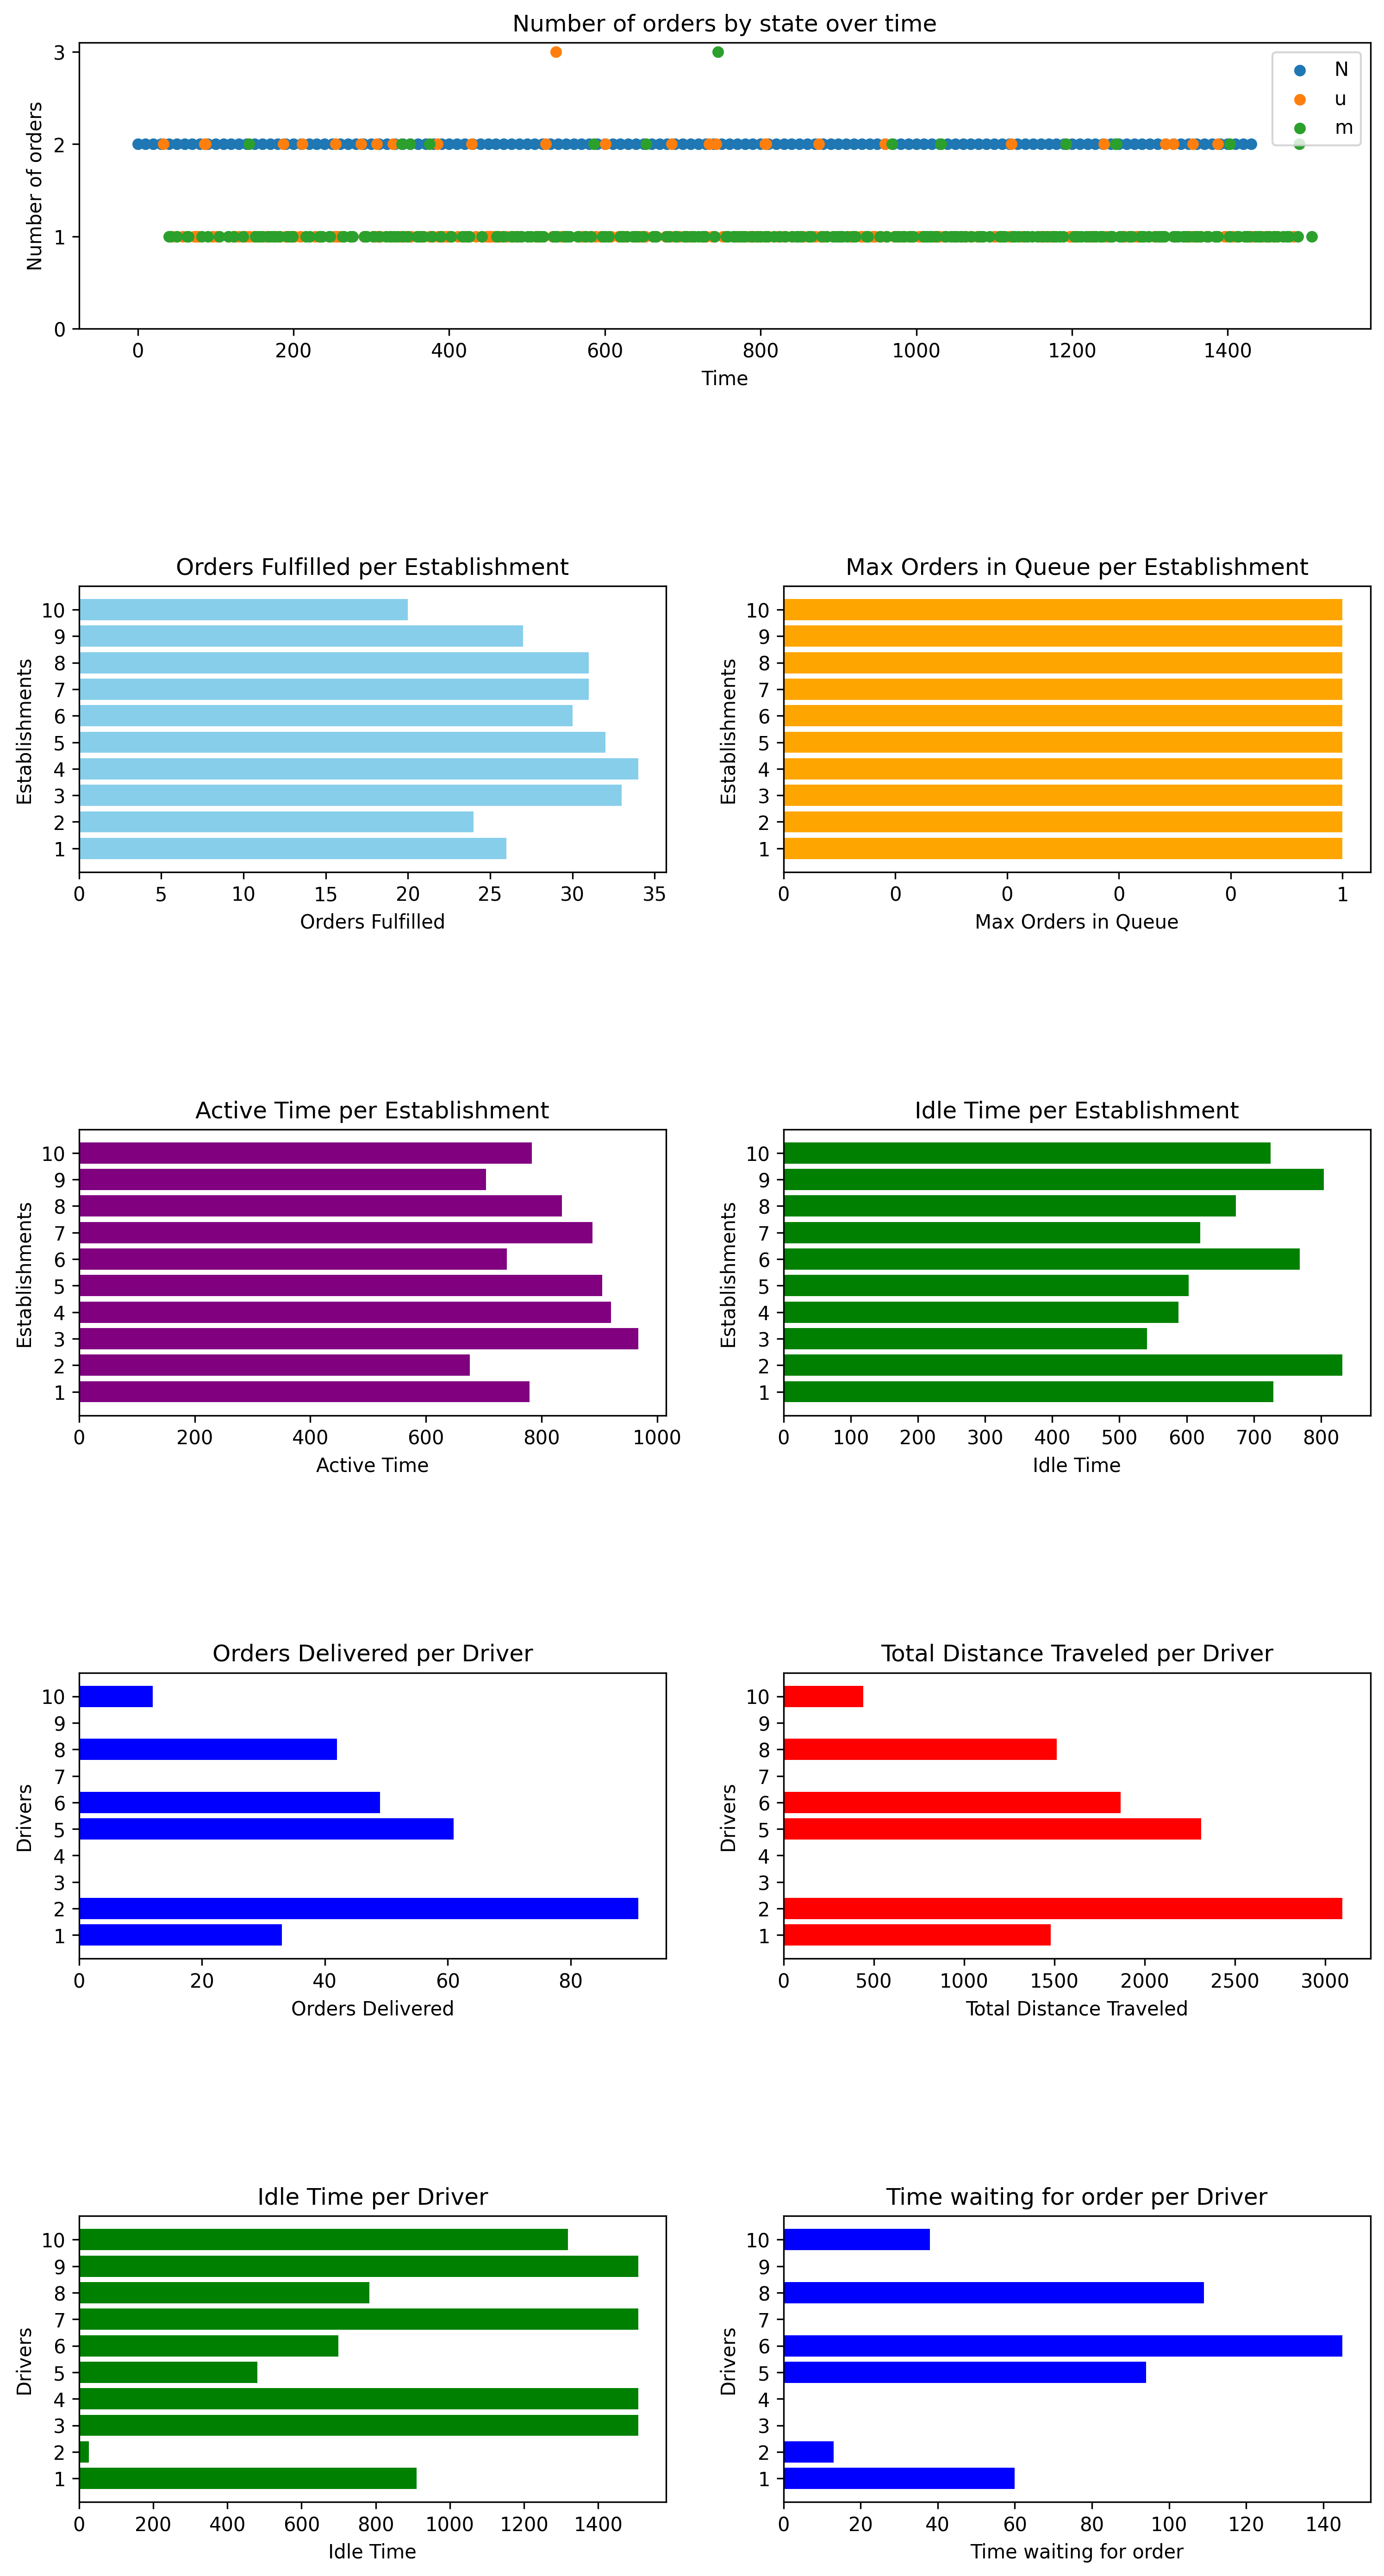 Number of orders by state over time
3
2
1
0
Number of orders
N
u
m
0 200 400 600 800 1000 1200 1400
Time
Orders Fulfilled per Establishment
10
9
8
7
6
5
4
3
2
1
Establishments
0 5 10 15 20 25 30 35
Orders Fulfilled
Max Orders in Queue per Establishment
10
9
8
7
6
5
4
3
2
1
Establishments
0 0 0 0 0 1
Max Orders in Queue
Active Time per Establishment
10
9
8
7
6
5
4
3
2
1
Establishments
0 200 400 600 800 1000
Active Time
Idle Time per Establishment
10
9
8
7
6
5
4
3
2
1
Establishments
0 100 200 300 400 500 600 700 800
Idle Time
Orders Delivered per Driver
10
9
8
7
6
5
4
3
2
1
Drivers
0 20 40 60 80
Orders Delivered
Total Distance Traveled per Driver
10
9
8
7
6
5
4
3
2
1
Drivers
0 500 1000 1500 2000 2500 3000
Total Distance Traveled
Idle Time per Driver
10
9
8
7
6
5
4
3
2
1
Drivers
0 200 400 600 800 1000 1200 1400
Idle Time
Time waiting for order per Driver
10
9
8
7
6
5
4
3
2
1
Drivers
0 20 40 60 80 100 120 140
Time waiting for order